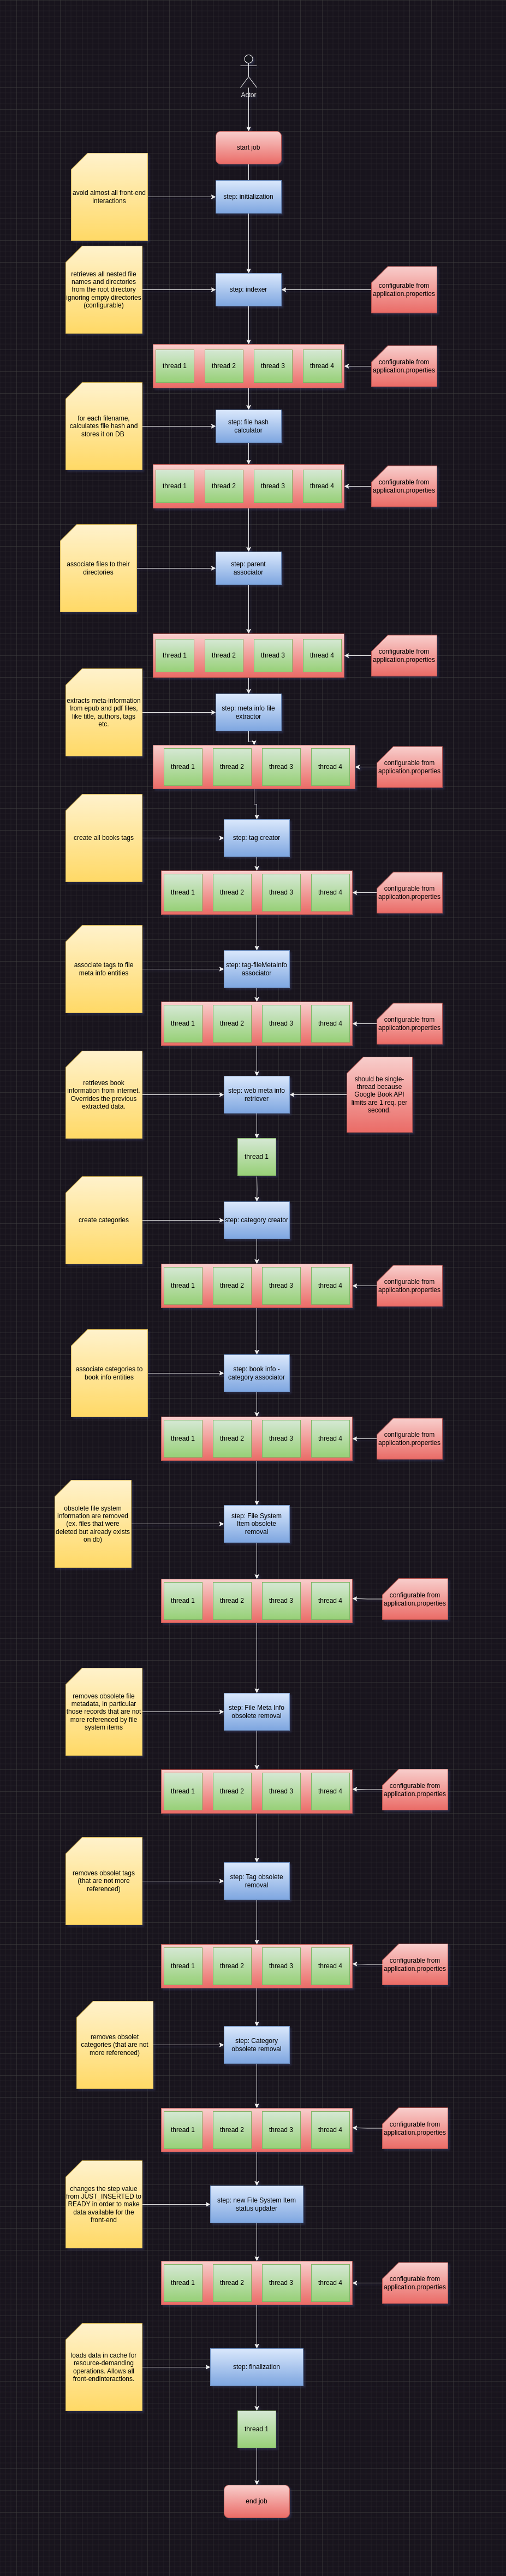 Actor
start job
avoid almost all front-end
interactions
step: initialization
retrieves all nested file
names and directories
from the root directory
ignoring empty directories
(configurable)
step: indexer
configurable from
application.properties
thread 1
thread 2
thread 3
thread 4
configurable from
application.properties
for each filename,
calculates file hash and
stores it on DB
step: file hash
calculator
thread 1
thread 2
thread 3
thread 4
configurable from
application.properties
associate files to their
directories
step: parent
associator
thread 1
thread 2
thread 3
thread 4
configurable from
application.properties
extracts meta-information
from epub and pdf files,
like title, authors, tags
etc.
step: meta info file
extractor
thread 1
thread 2
thread 3
thread 4
configurable from
application.properties
create all books tags
step: tag creator
thread 1
thread 2
thread 3
thread 4
configurable from
application.properties
associate tags to file
meta info entities
step: tag-fileMetaInfo
associator
thread 1
thread 2
thread 3
thread 4
configurable from
application.properties
retrieves book
information from internet.
Overrides the previous
extracted data.
step: web meta info
retriever
should be single-
thread because
Google Book API
limits are 1 req. per
second.
thread 1
create categories
step: category creator
thread 1
thread 2
thread 3
thread 4
configurable from
application.properties
associate categories to
book info entities
step: book info -
category associator
thread 1
thread 2
thread 3
thread 4
configurable from
application.properties
obsolete file system
information are removed
(ex. files that were
deleted but already exists
on db)
step: File System
Item obsolete
removal
thread 1
thread 2
thread 3
thread 4
configurable from
application.properties
removes obsolete file
metadata, in particular
those records that are not
more referenced by file
system items
step: File Meta Info
obsolete removal
thread 1
thread 2
thread 3
thread 4
configurable from
application.properties
removes obsolet tags
(that are not more
referenced)
step: Tag obsolete
removal
thread 1
thread 2
thread 3
thread 4
configurable from
application.properties
removes obsolet
categories (that are not
more referenced)
step: Category
obsolete removal
thread 1
thread 2
thread 3
thread 4
configurable from
application.properties
changes the step value
from JUST_INSERTED to
READY in order to make
data available for the
front-end
step: new File System Item
status updater
thread 1
thread 2
thread 3
thread 4
configurable from
application.properties
loads data in cache for
resource-demanding
operations. Allows all
front-endinteractions.
step: finalization
thread 1
end job